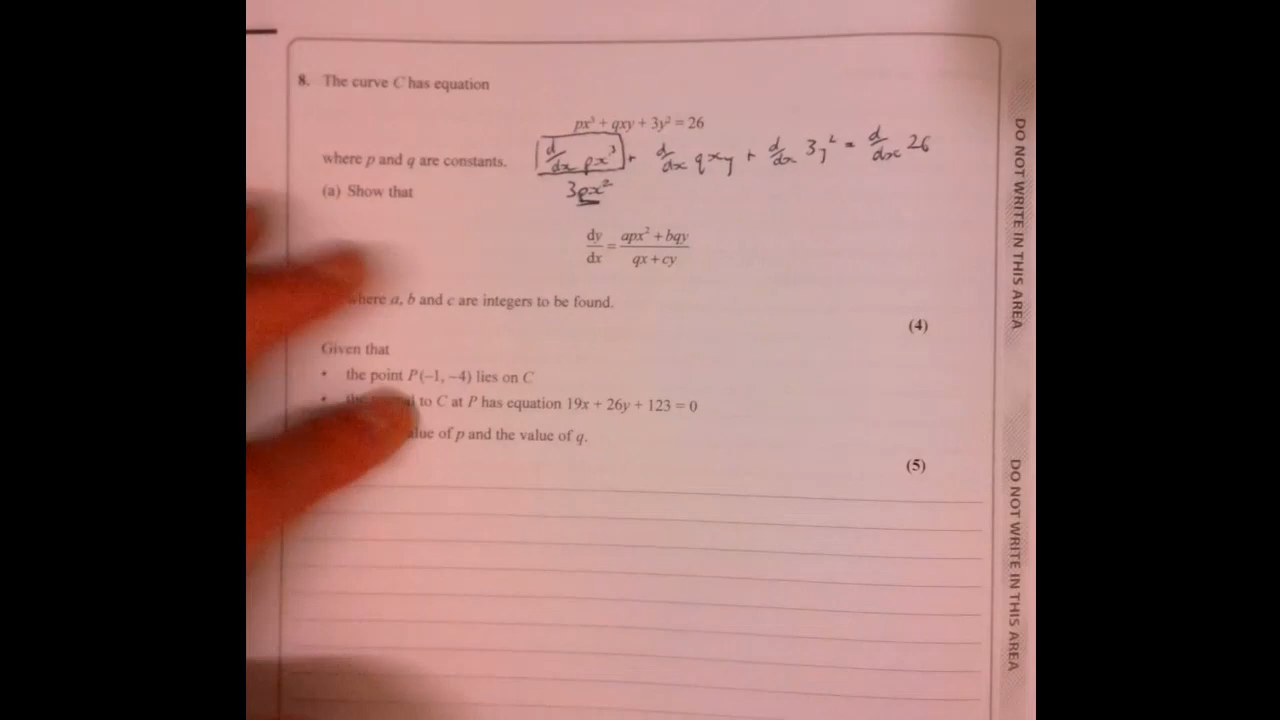 8. The curve C has equation
px³ + qxy + 3y² = 26
d/dx px³ + d/dx qxy + d/dx 3y² = d/dx 26
where p and q are constants.
3px²
(a) Show that
dy/dx = (apx² + bqy)/(qx + cy)
where a, b and c are integers to be found.
(4)
Given that
• the point P(–1, –4) lies on C
• to C at P has equation 19x + 26y + 123 = 0
of p and the value of q.
(5)
DO NOT WRITE IN THIS AREA
DO NOT WRITE IN THIS AREA